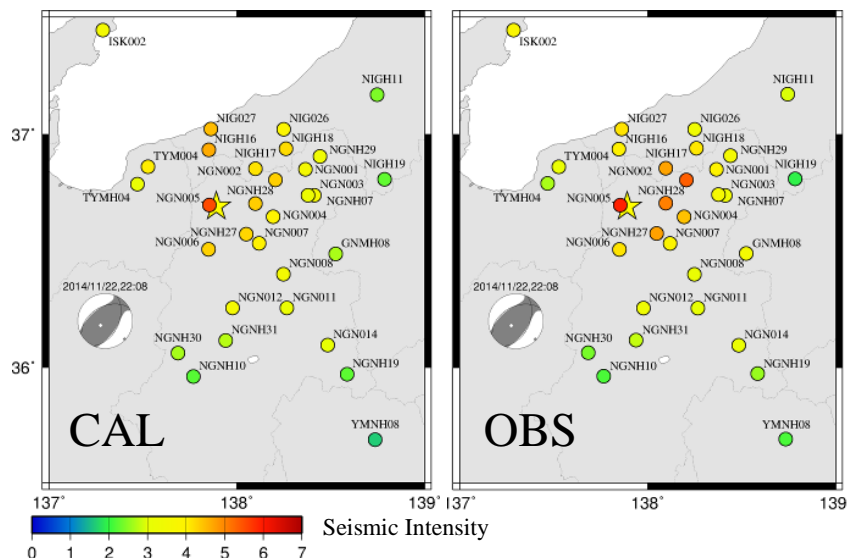 ISK002
NIGH11
NIG027
NIG026
NIGH16
NIGH18
TYM004
NIGH17
NGNH29
NGN002
NGN001
NIGH19
TYMH04
NGN005
NGNH28
NGN003
NGNH07
NGN004
NGNH27
NGN007
NGN006
GNMH08
NGN008
2014/11/22,22:08
NGN012
NGN011
NGNH30
NGNH31
NGN014
NGNH10
NGNH19
CAL
YMNH08
37˚
36˚
137˚
138˚
139˚
ISK002
NIGH11
NIG027
NIG026
NIGH16
NIGH18
TYM004
NIGH17
NGNH29
NGN002
NGN001
NIGH19
TYMH04
NGN005
NGNH28
NGN003
NGNH07
NGN004
NGNH27
NGN007
NGN006
GNMH08
NGN008
2014/11/22,22:08
NGN012
NGN011
NGNH30
NGNH31
NGN014
NGNH10
NGNH19
OBS
YMNH08
137˚
138˚
139
0 1 2 3 4 5 6 7
Seismic Intensity